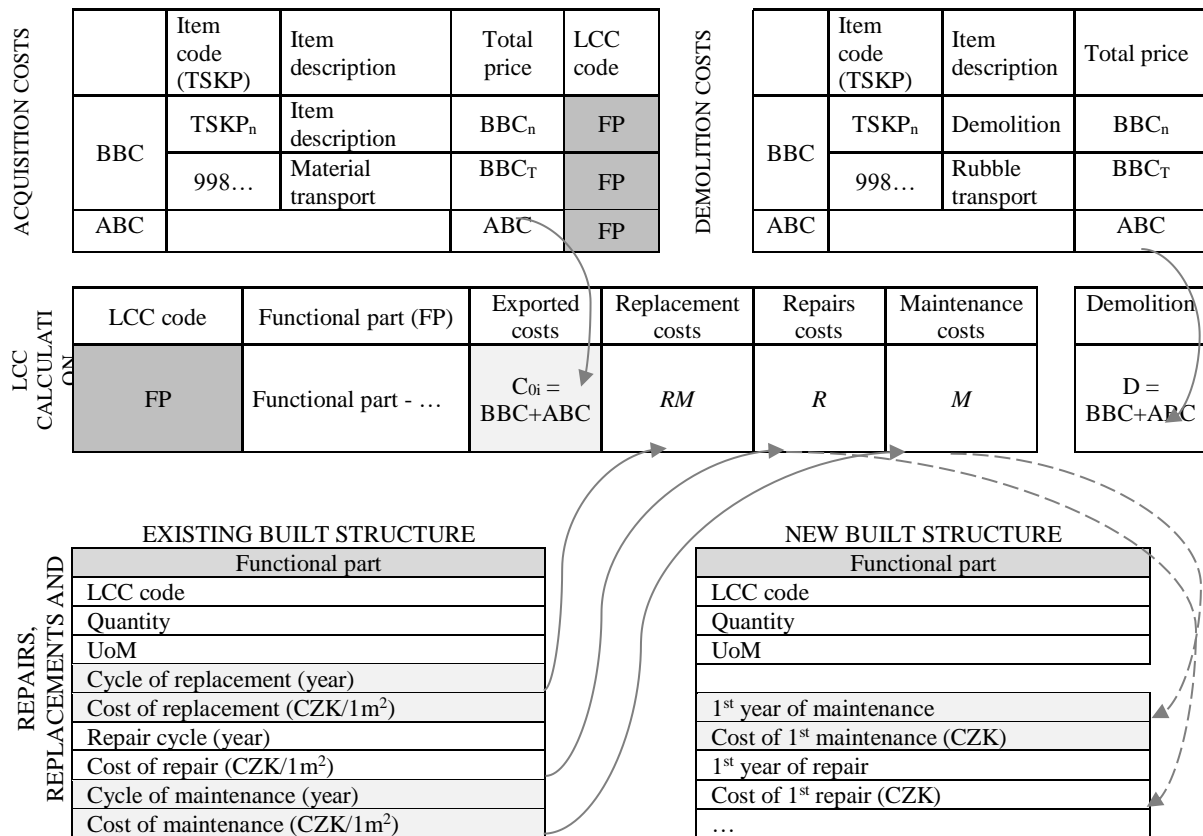 ACQUISITION COSTS
Item code (TSKP) Item description Total price LCC code
BBC TSKPn Item description BBCn FP
998… Material transport BBCT FP
ABC ABC FP
DEMOLITION COSTS
Item code (TSKP) Item description Total price
BBC TSKPn Demolition BBCn
998… Rubble transport BBCT
ABC ABC
LCC CALCULATI ON
LCC code Functional part (FP) Exported costs Replacement costs Repairs costs Maintenance costs Demolition
FP Functional part - … C0i = BBC+ABC RM R M D = BBC+ABC
REPAIRS, REPLACEMENTS AND
EXISTING BUILT STRUCTURE
Functional part
LCC code
Quantity
UoM
Cycle of replacement (year)
Cost of replacement (CZK/1m²)
Repair cycle (year)
Cost of repair (CZK/1m²)
Cycle of maintenance (year)
Cost of maintenance (CZK/1m²)
NEW BUILT STRUCTURE
Functional part
LCC code
Quantity
UoM
1st year of maintenance
Cost of 1st maintenance (CZK)
1st year of repair
Cost of 1st repair (CZK)
…